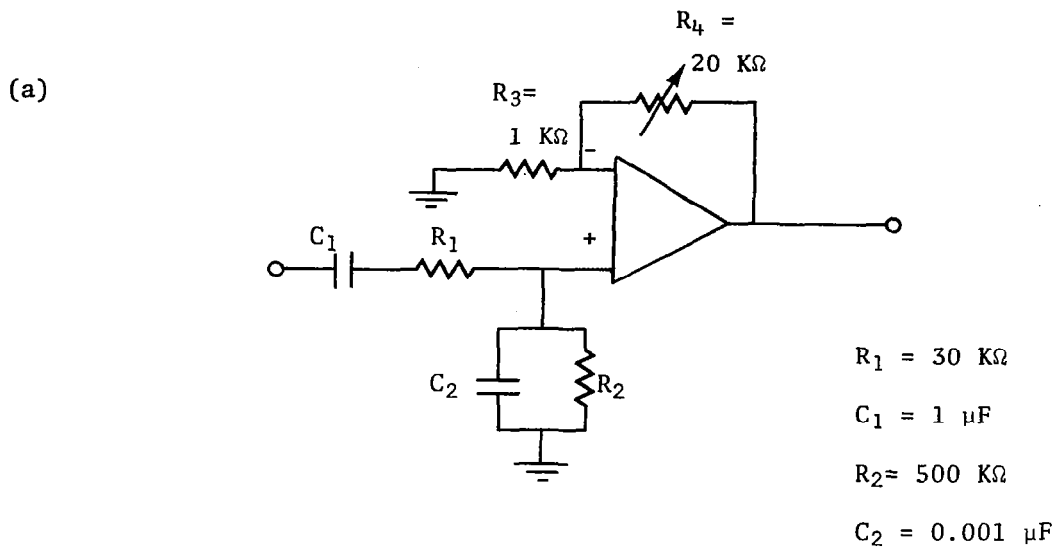 (a)
R4 =
20 KΩ
R3=
1 KΩ
-
+
C1
R1
C2
R2
R1 = 30 KΩ
C1 = 1 μF
R2= 500 KΩ
C2 = 0.001 μF